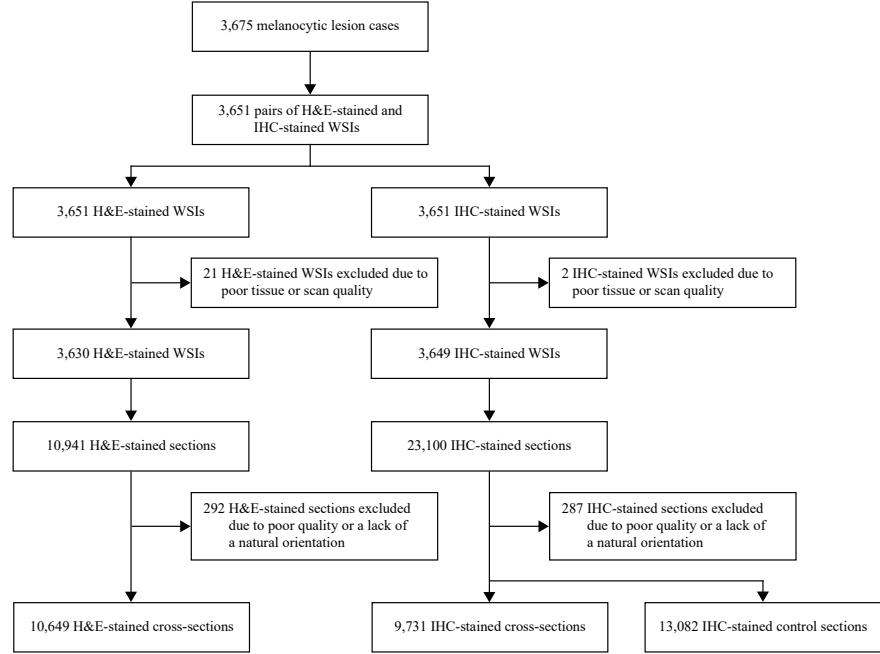 3,675 melanocytic lesion cases
3,651 pairs of H&E-stained and
IHC-stained WSIs
3,651 H&E-stained WSIs
3,651 IHC-stained WSIs
21 H&E-stained WSIs excluded due to
poor tissue or scan quality
2 IHC-stained WSIs excluded due to
poor tissue or scan quality
3,630 H&E-stained WSIs
3,649 IHC-stained WSIs
10,941 H&E-stained sections
23,100 IHC-stained sections
292 H&E-stained sections excluded
due to poor quality or a lack of
a natural orientation
287 IHC-stained sections excluded
due to poor quality or a lack of
a natural orientation
10,649 H&E-stained cross-sections
9,731 IHC-stained cross-sections
13,082 IHC-stained control sections